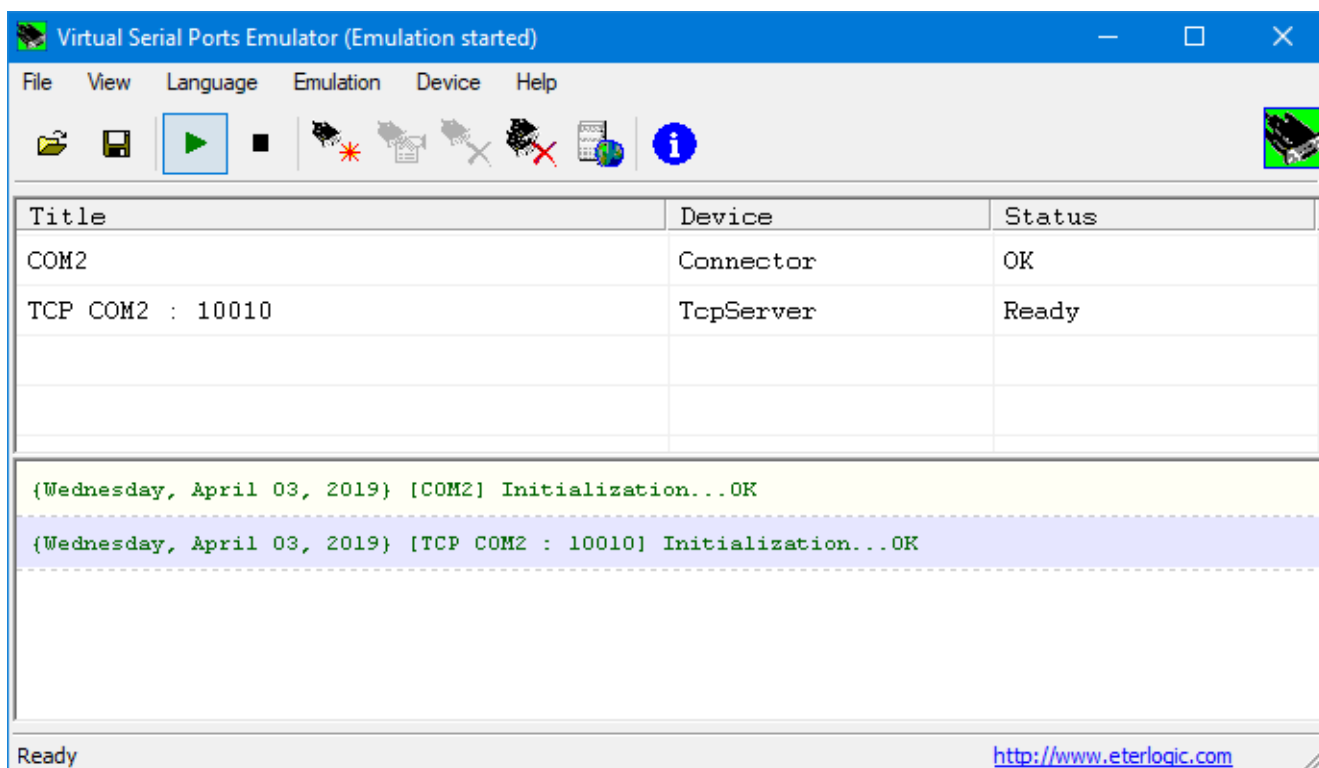 Virtual Serial Ports Emulator (Emulation started)
File View Language Emulation Device Help
Title Device Status
COM2 Connector OK
TCP COM2 : 10010 TcpServer Ready
{Wednesday, April 03, 2019} [COM2] Initialization...OK
{Wednesday, April 03, 2019} [TCP COM2 : 10010] Initialization...OK
Ready http://www.eterlogic.com